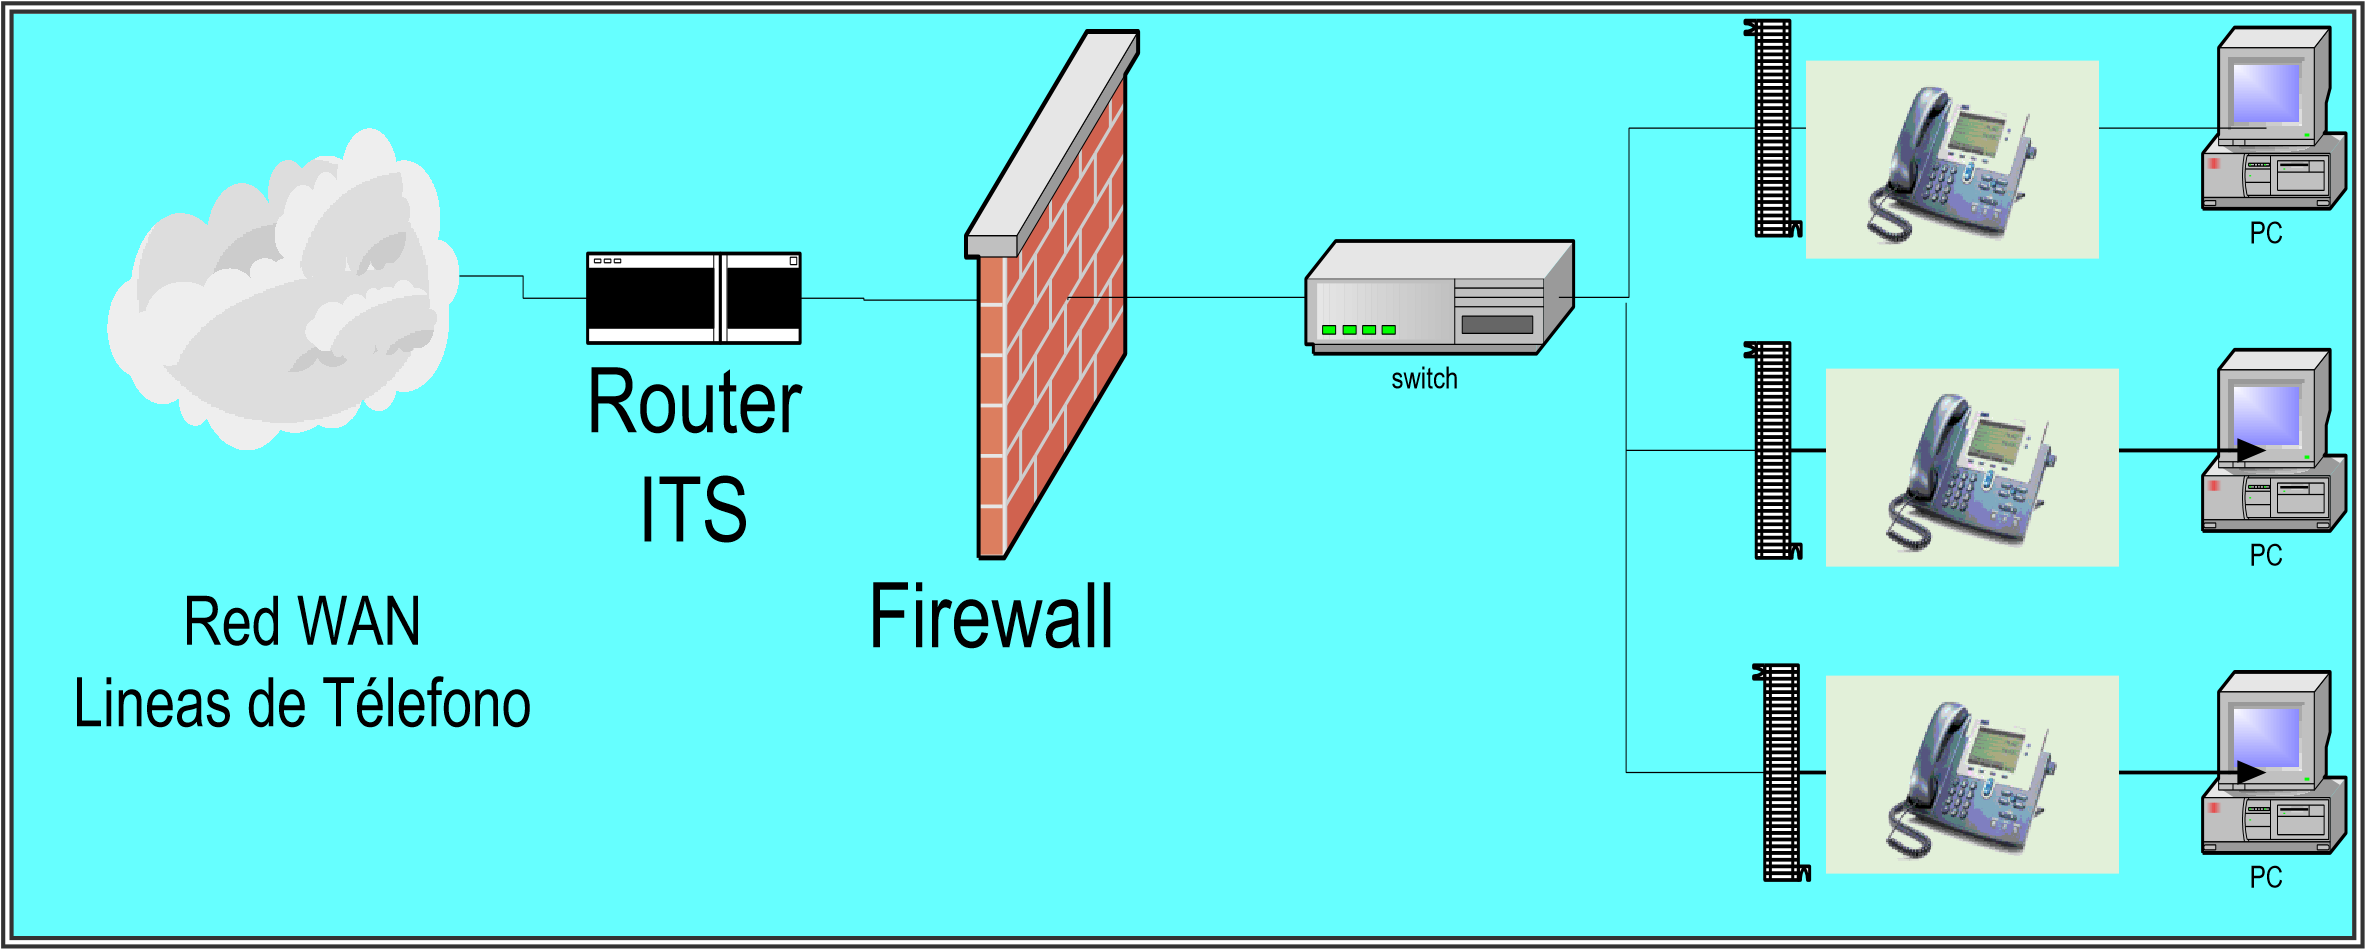 Red WAN
Lineas de Télefono
Router
ITS
Firewall
switch
PC
PC
PC